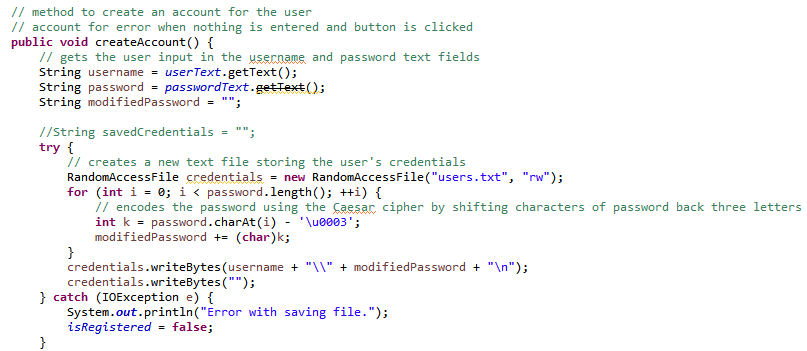 // method to create an account for the user
// account for error when nothing is entered and button is clicked
public void createAccount() {
// gets the user input in the username and password text fields
String username = userText.getText();
String password = passwordText.getText();
String modifiedPassword = "";
//String savedCredentials = "";
try {
// creates a new text file storing the user's credentials
RandomAccessFile credentials = new RandomAccessFile("users.txt", "rw");
for (int i = 0; i < password.length(); ++i) {
// encodes the password using the Caesar cipher by shifting characters of password back three letters
int k = password.charAt(i) - '\u0003';
modifiedPassword += (char)k;
}
credentials.writeBytes(username + "\\" + modifiedPassword + "\n");
credentials.writeBytes("");
} catch (IOException e) {
System.out.println("Error with saving file.");
isRegistered = false;
}